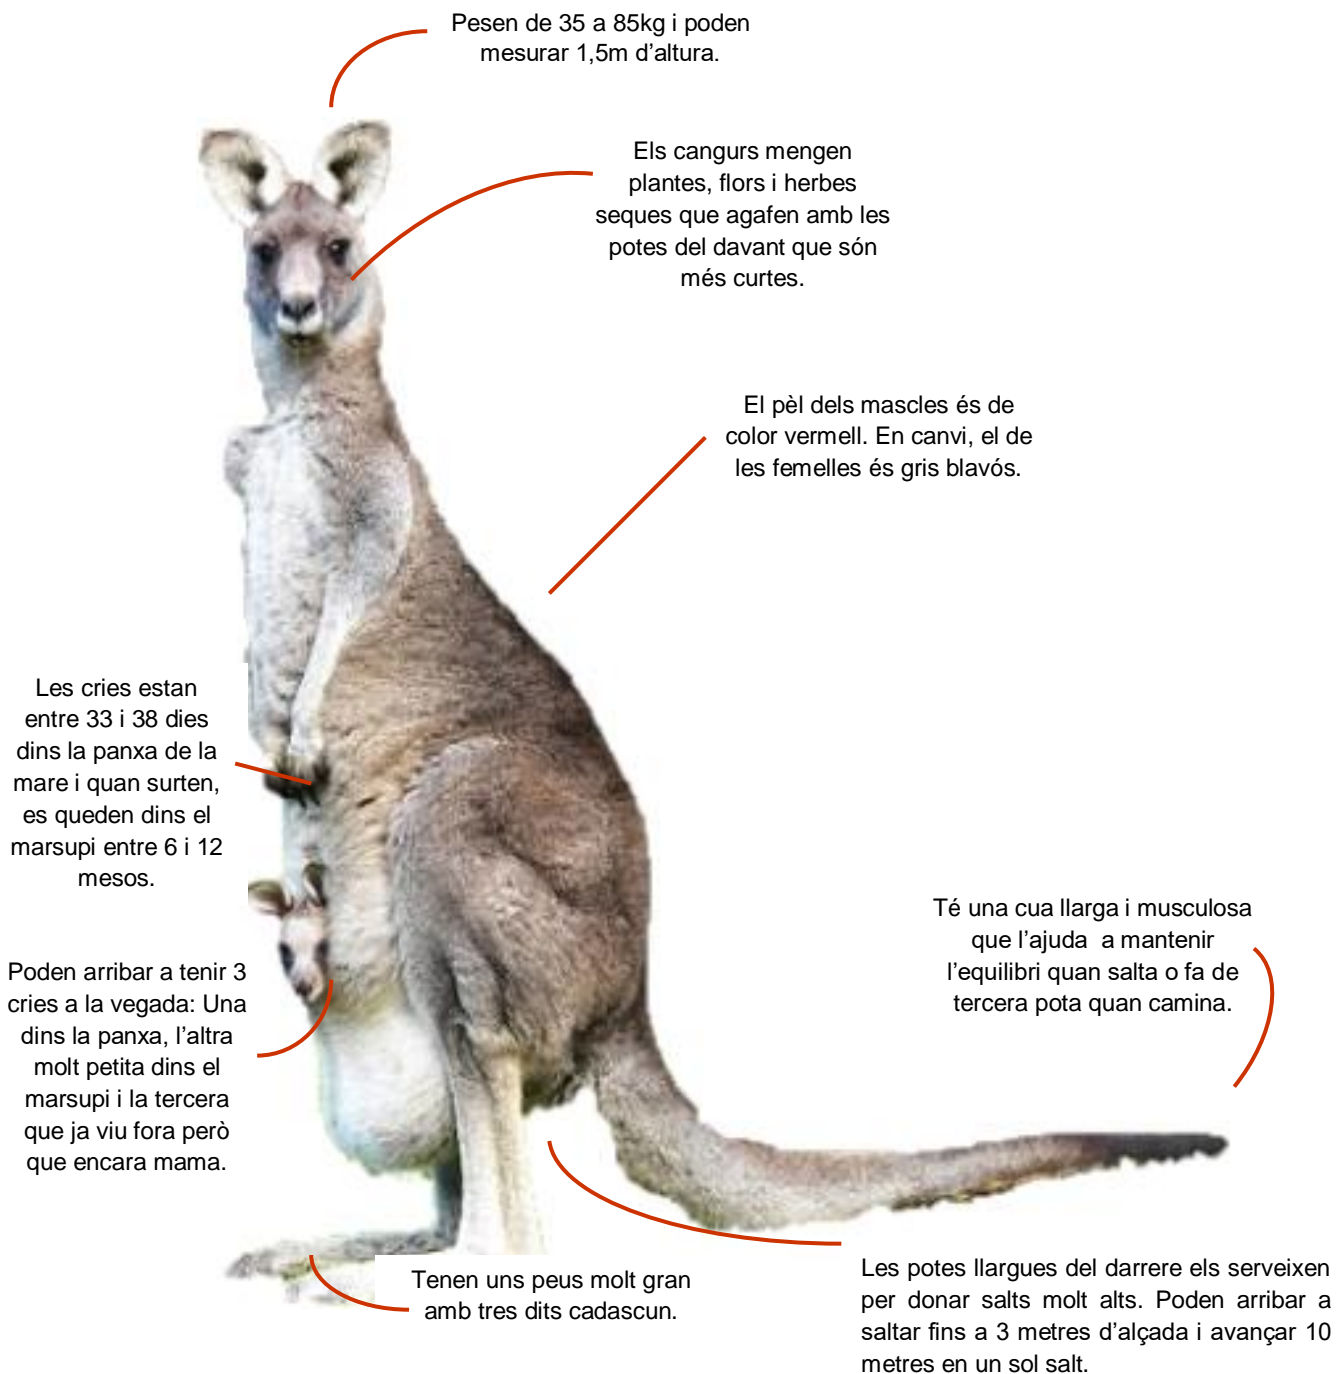 Pesen de 35 a 85kg i poden
mesurar 1,5m d’altura.
Els cangurs mengen
plantes, flors i herbes
seques que agafen amb les
potes del davant que són
més curtes.
El pèl dels mascles és de
color vermell. En canvi, el de
les femelles és gris blavós.
Les cries estan
entre 33 i 38 dies
dins la panxa de la
mare i quan surten,
es queden dins el
marsupi entre 6 i 12
mesos.
Té una cua llarga i musculosa
que l’ajuda  a mantenir
l’equilibri quan salta o fa de
tercera pota quan camina.
Poden arribar a tenir 3
cries a la vegada: Una
dins la panxa, l’altra
molt petita dins el
marsupi i la tercera
que ja viu fora però
que encara mama.
Tenen uns peus molt gran
amb tres dits cadascun.
Les potes llargues del darrere els serveixen
per donar salts molt alts. Poden arribar a
saltar fins a 3 metres d’alçada i avançar 10
metres en un sol salt.